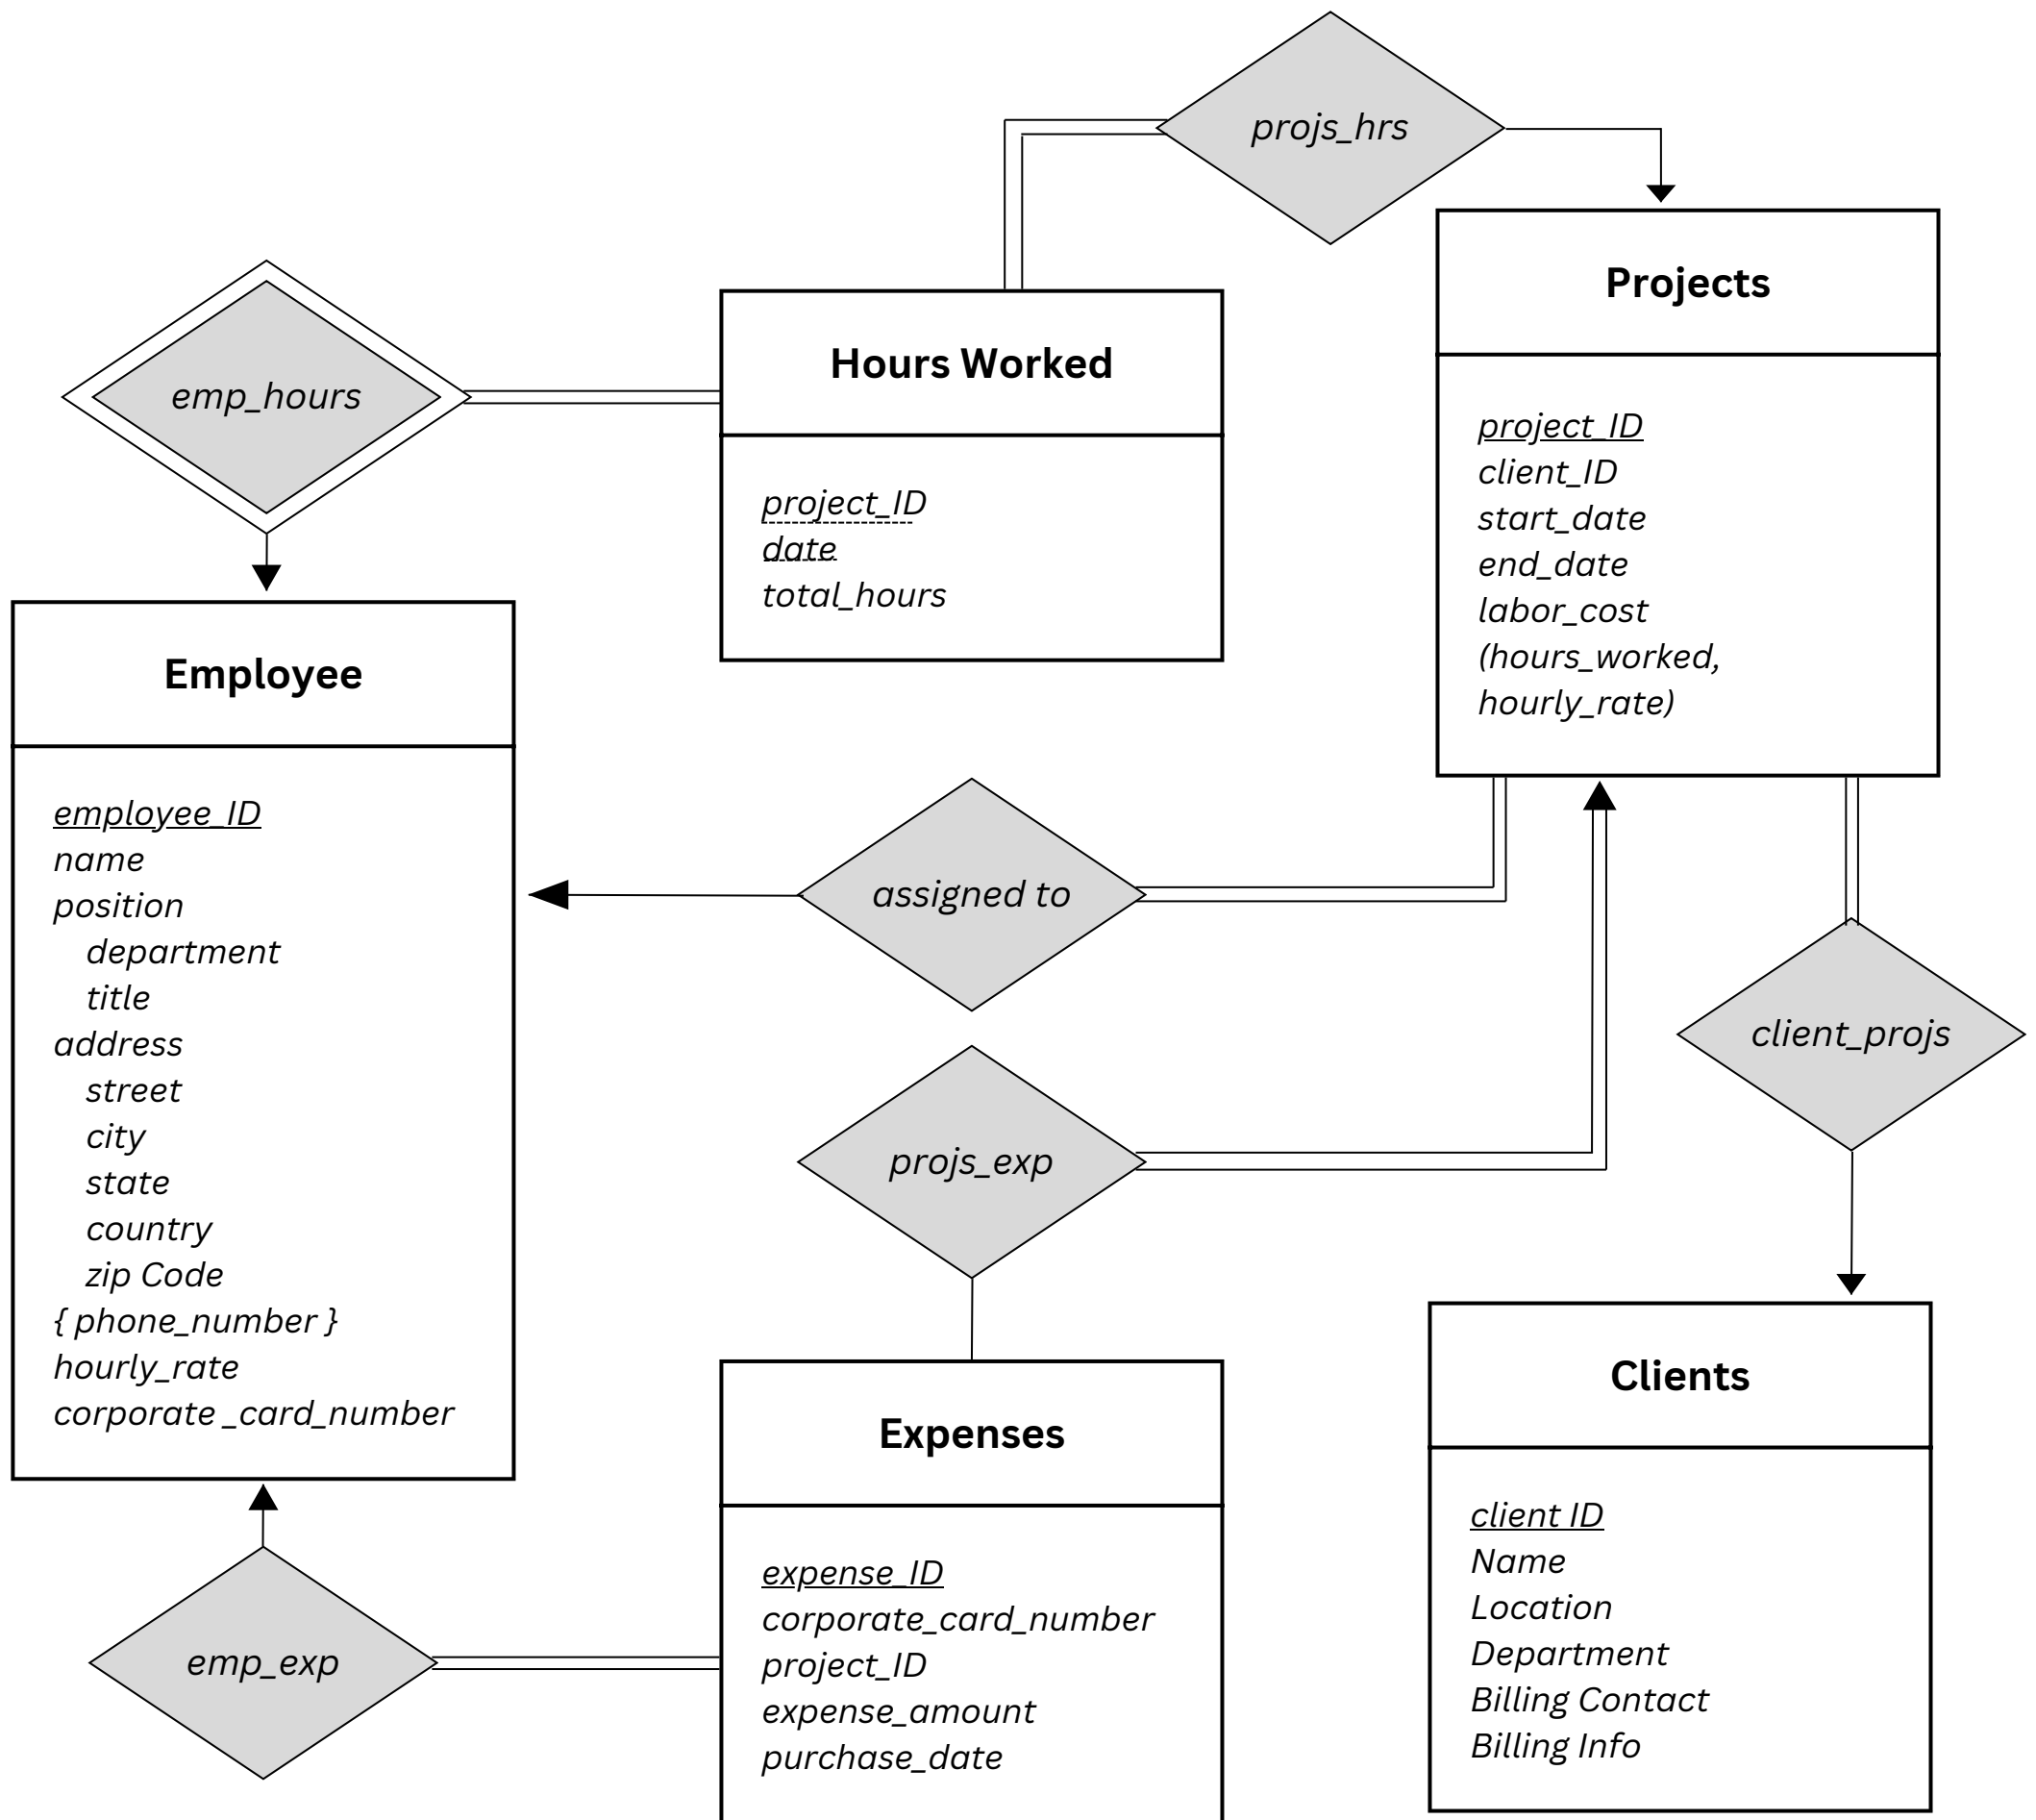 projs_hrs
Projects
project_ID
client_ID
start_date
end_date
labor_cost
(hours_worked,
hourly_rate)
emp_hours
Hours Worked
project_ID
date
total_hours
Employee
employee_ID
name
position
department
title
address
street
city
state
country
zip Code
{ phone_number }
hourly_rate
corporate _card_number
assigned to
projs_exp
client_projs
Expenses
expense_ID
corporate_card_number
project_ID
expense_amount
purchase_date
Clients
client ID
Name
Location
Department
Billing Contact
Billing Info
emp_exp